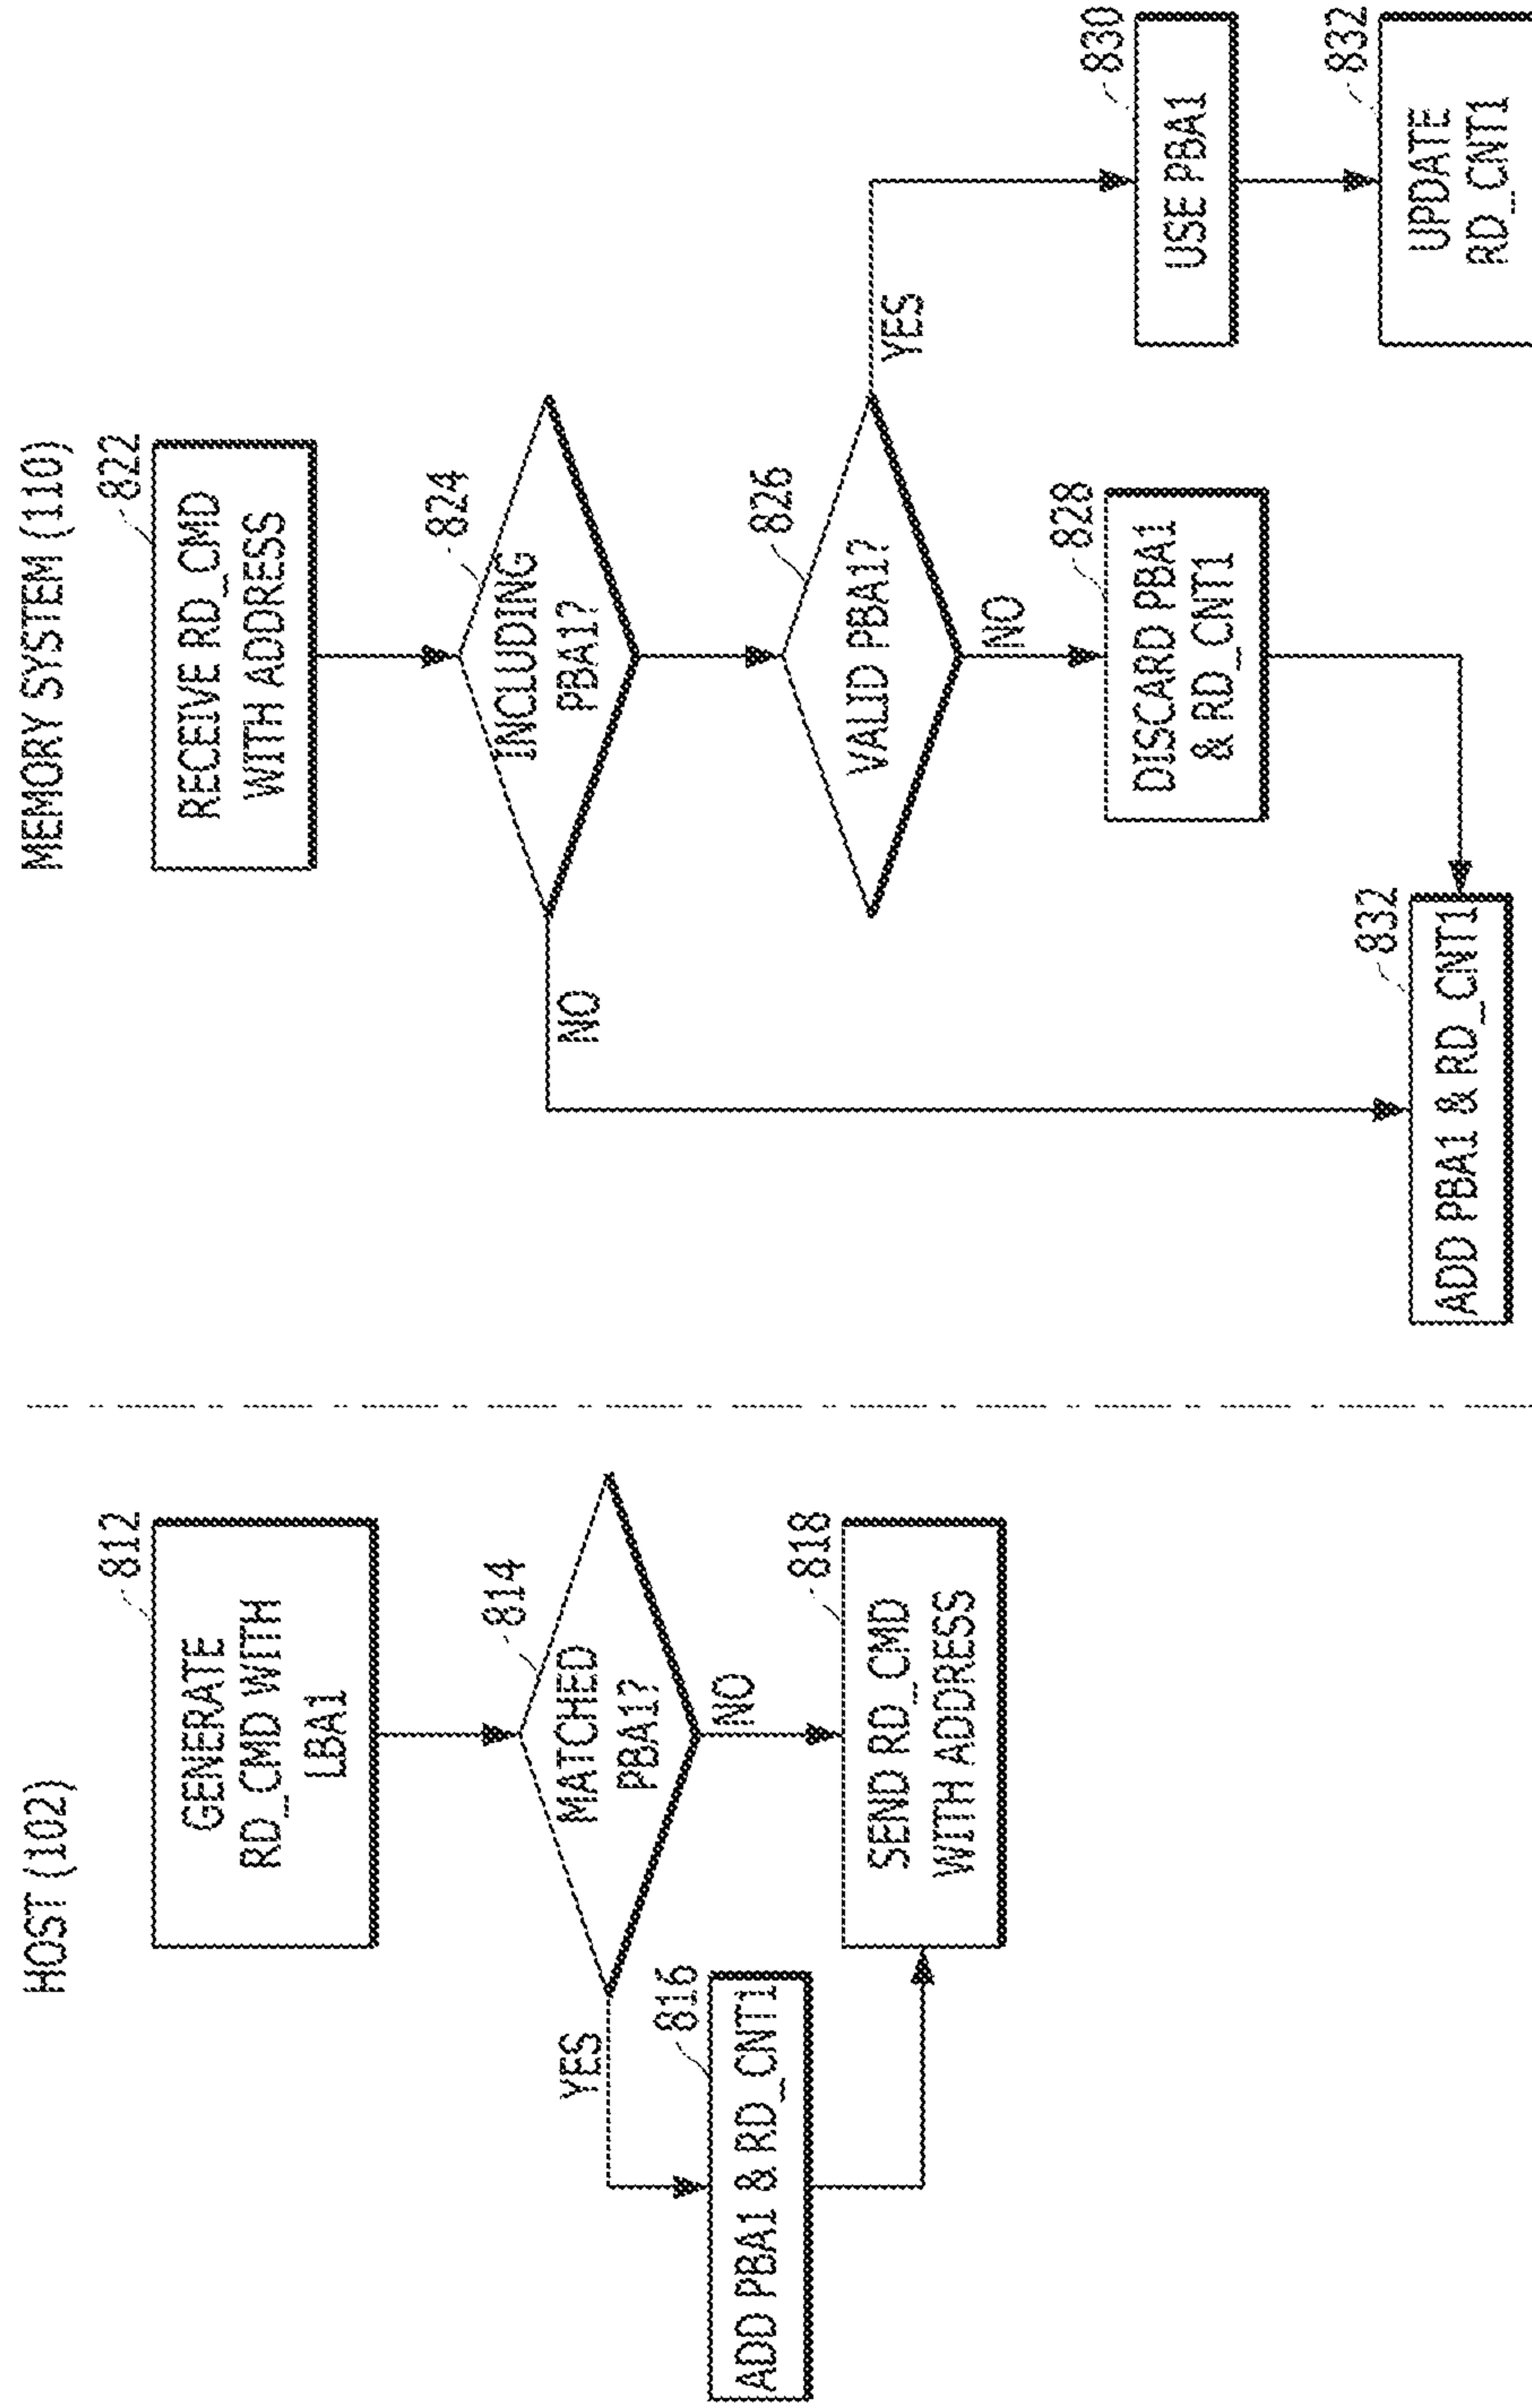 HOST (102)
812
GENERATE
RD_CMD WITH
LBA1
814
MATCHED
PBA1?
YES
NO
816
ADD PBA1 & RD_CNT1
818
SEND RD_CMD
WITH ADDRESS
MEMORY SYSTEM (110)
822
RECEIVE RD_CMD
WITH ADDRESS
824
INCLUDING
PBA1?
NO
826
VALID PBA1?
YES
NO
828
DISCARD PBA1
& RD_CNT1
830
USE PBA1
832
UPDATE
RD_CNT1
832
ADD PBA1 & RD_CNT1